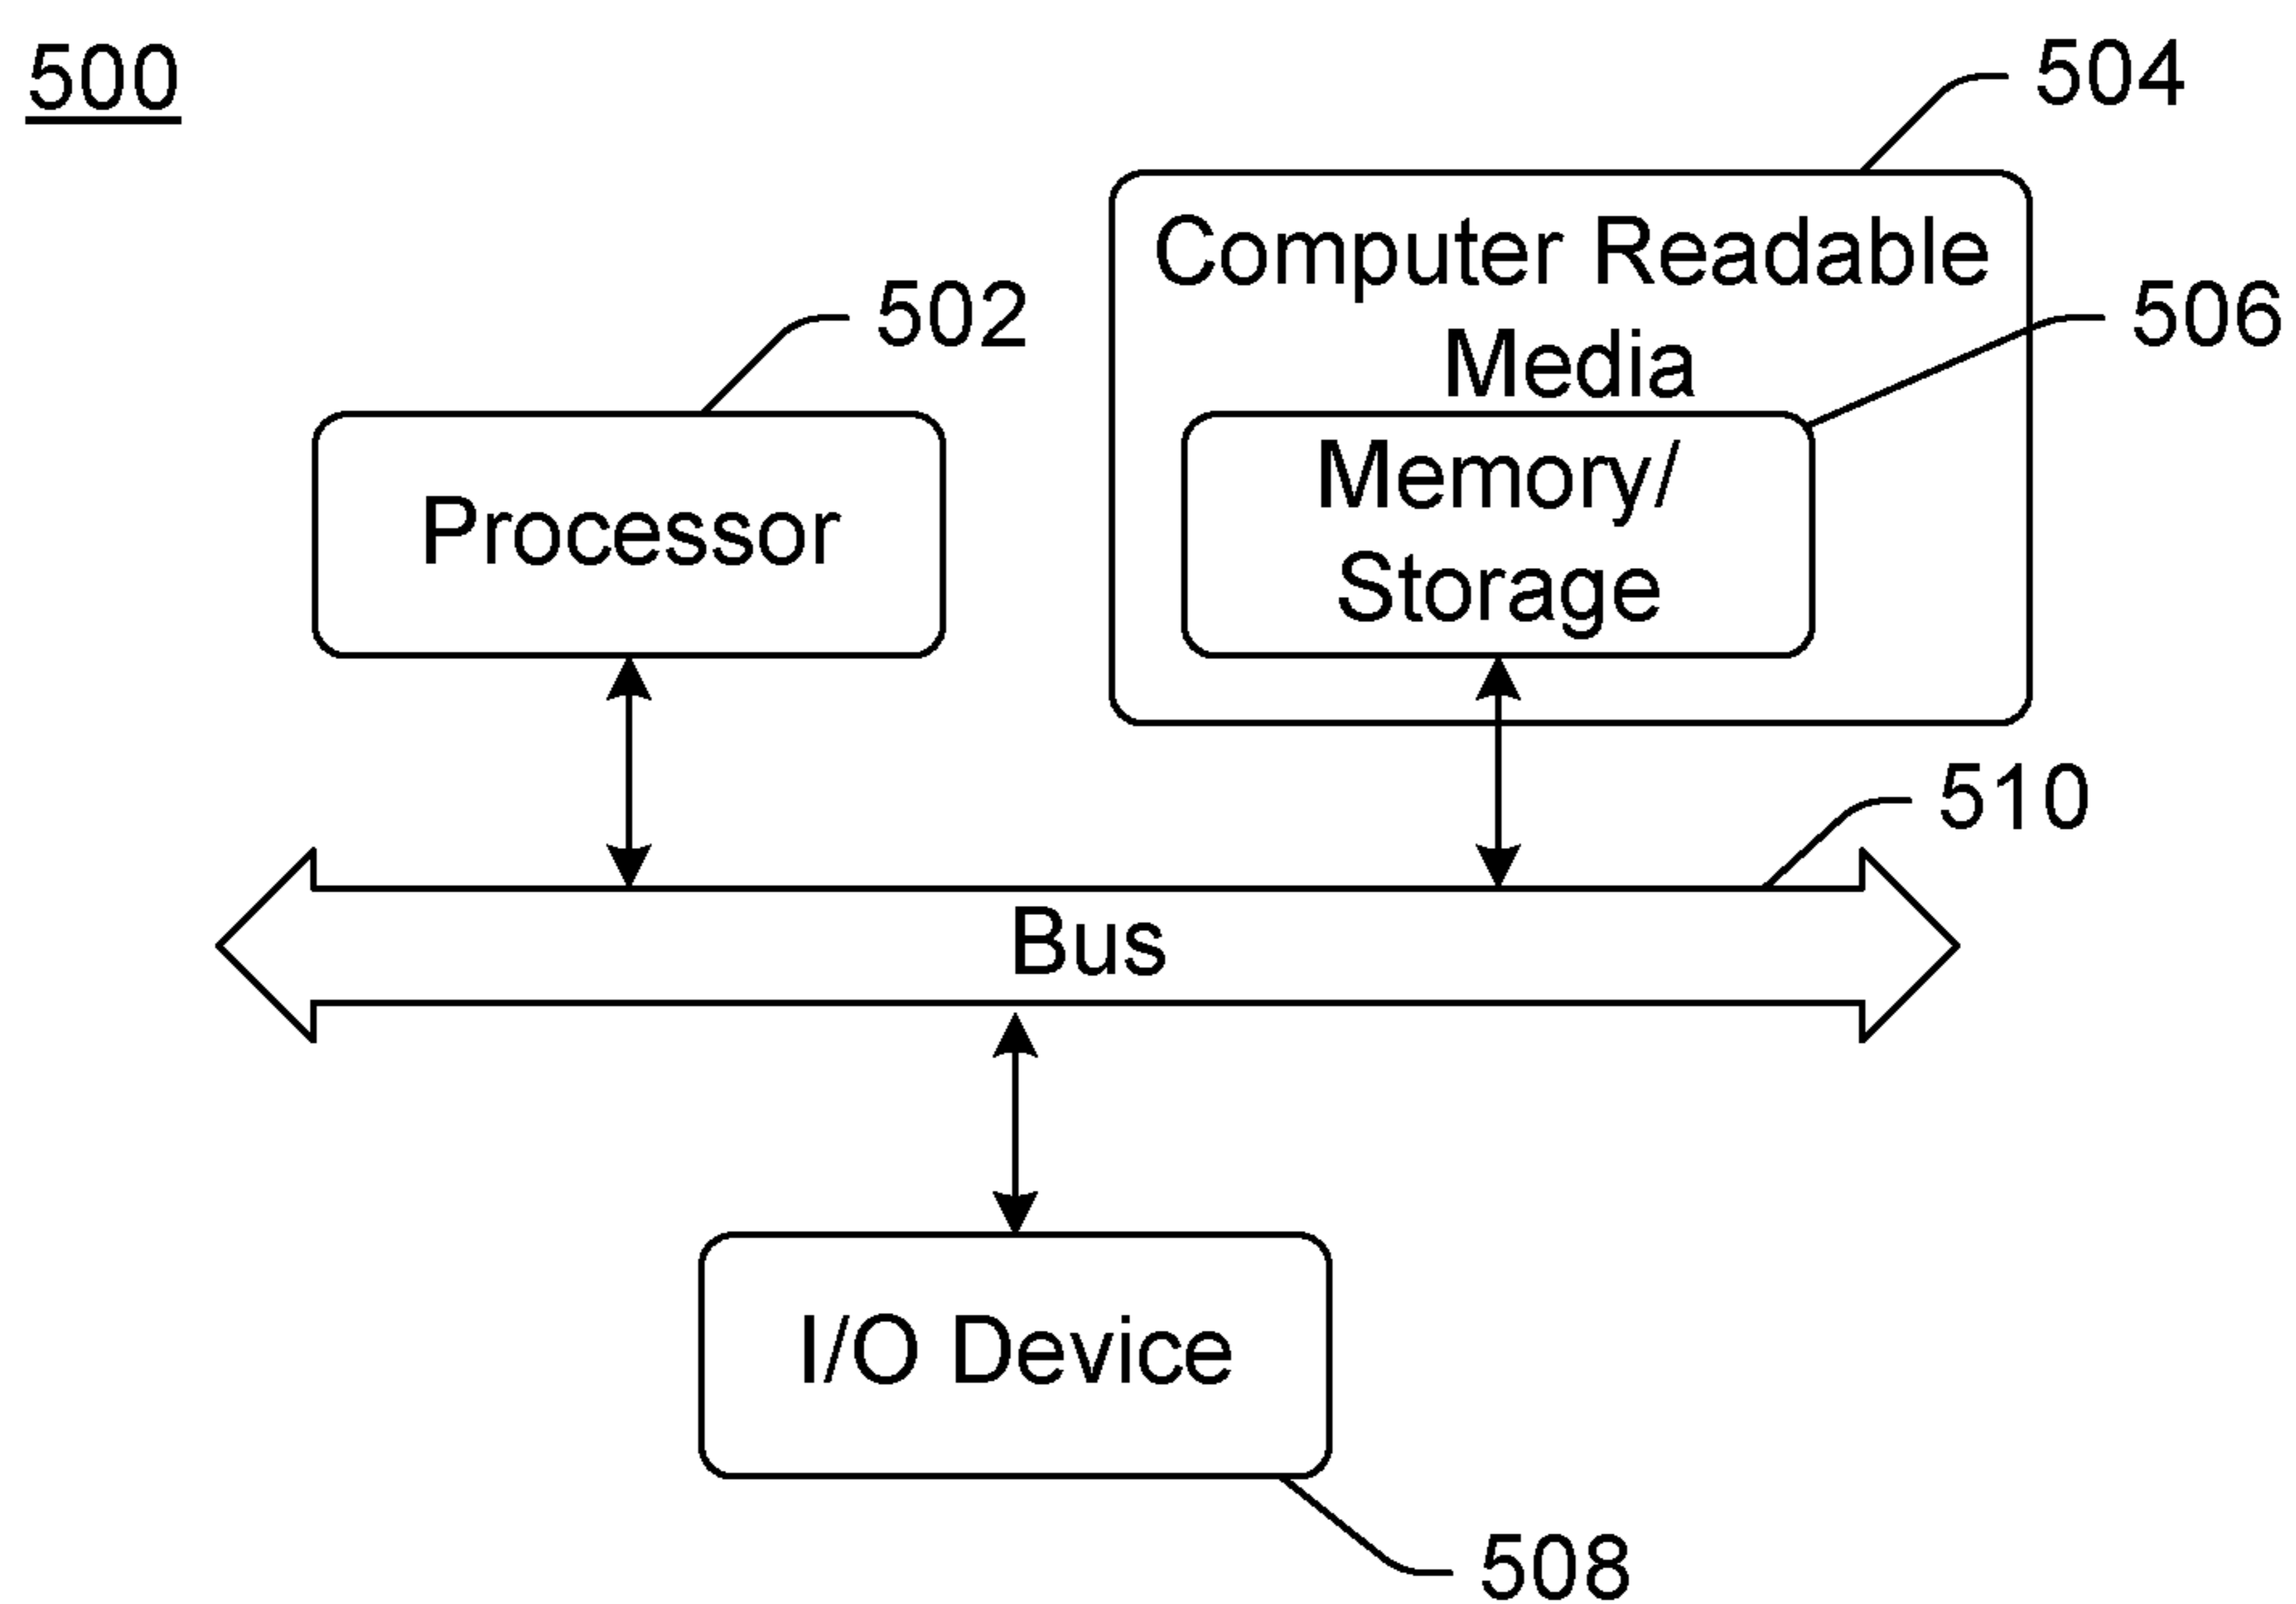 500
504
Computer Readable
Media
506
502
Processor
Memory/
Storage
510
Bus
I/O Device
508